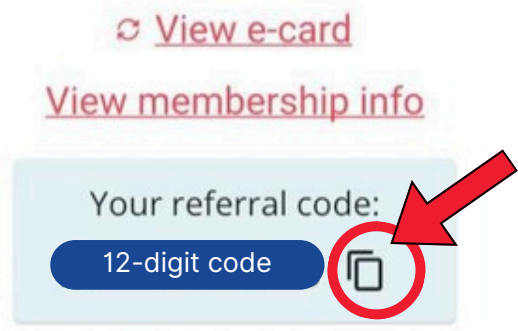 View e-card
View membership info
Your referral code:
12-digit code